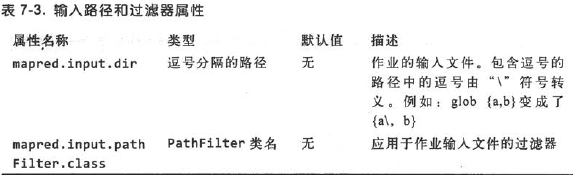 表 7-3. 输入路径和过滤器属性
属性名称 类型 默认值 描述
mapred.input.dir 逗号分隔的路径 无 作业的输入文件。包含逗号的
路径中的逗号由“\”符号转
义。例如：glob {a,b}变成了
{a\, b}
mapred.input.path PathFilter 类名 无 应用于作业输入文件的过滤器
Filter.class